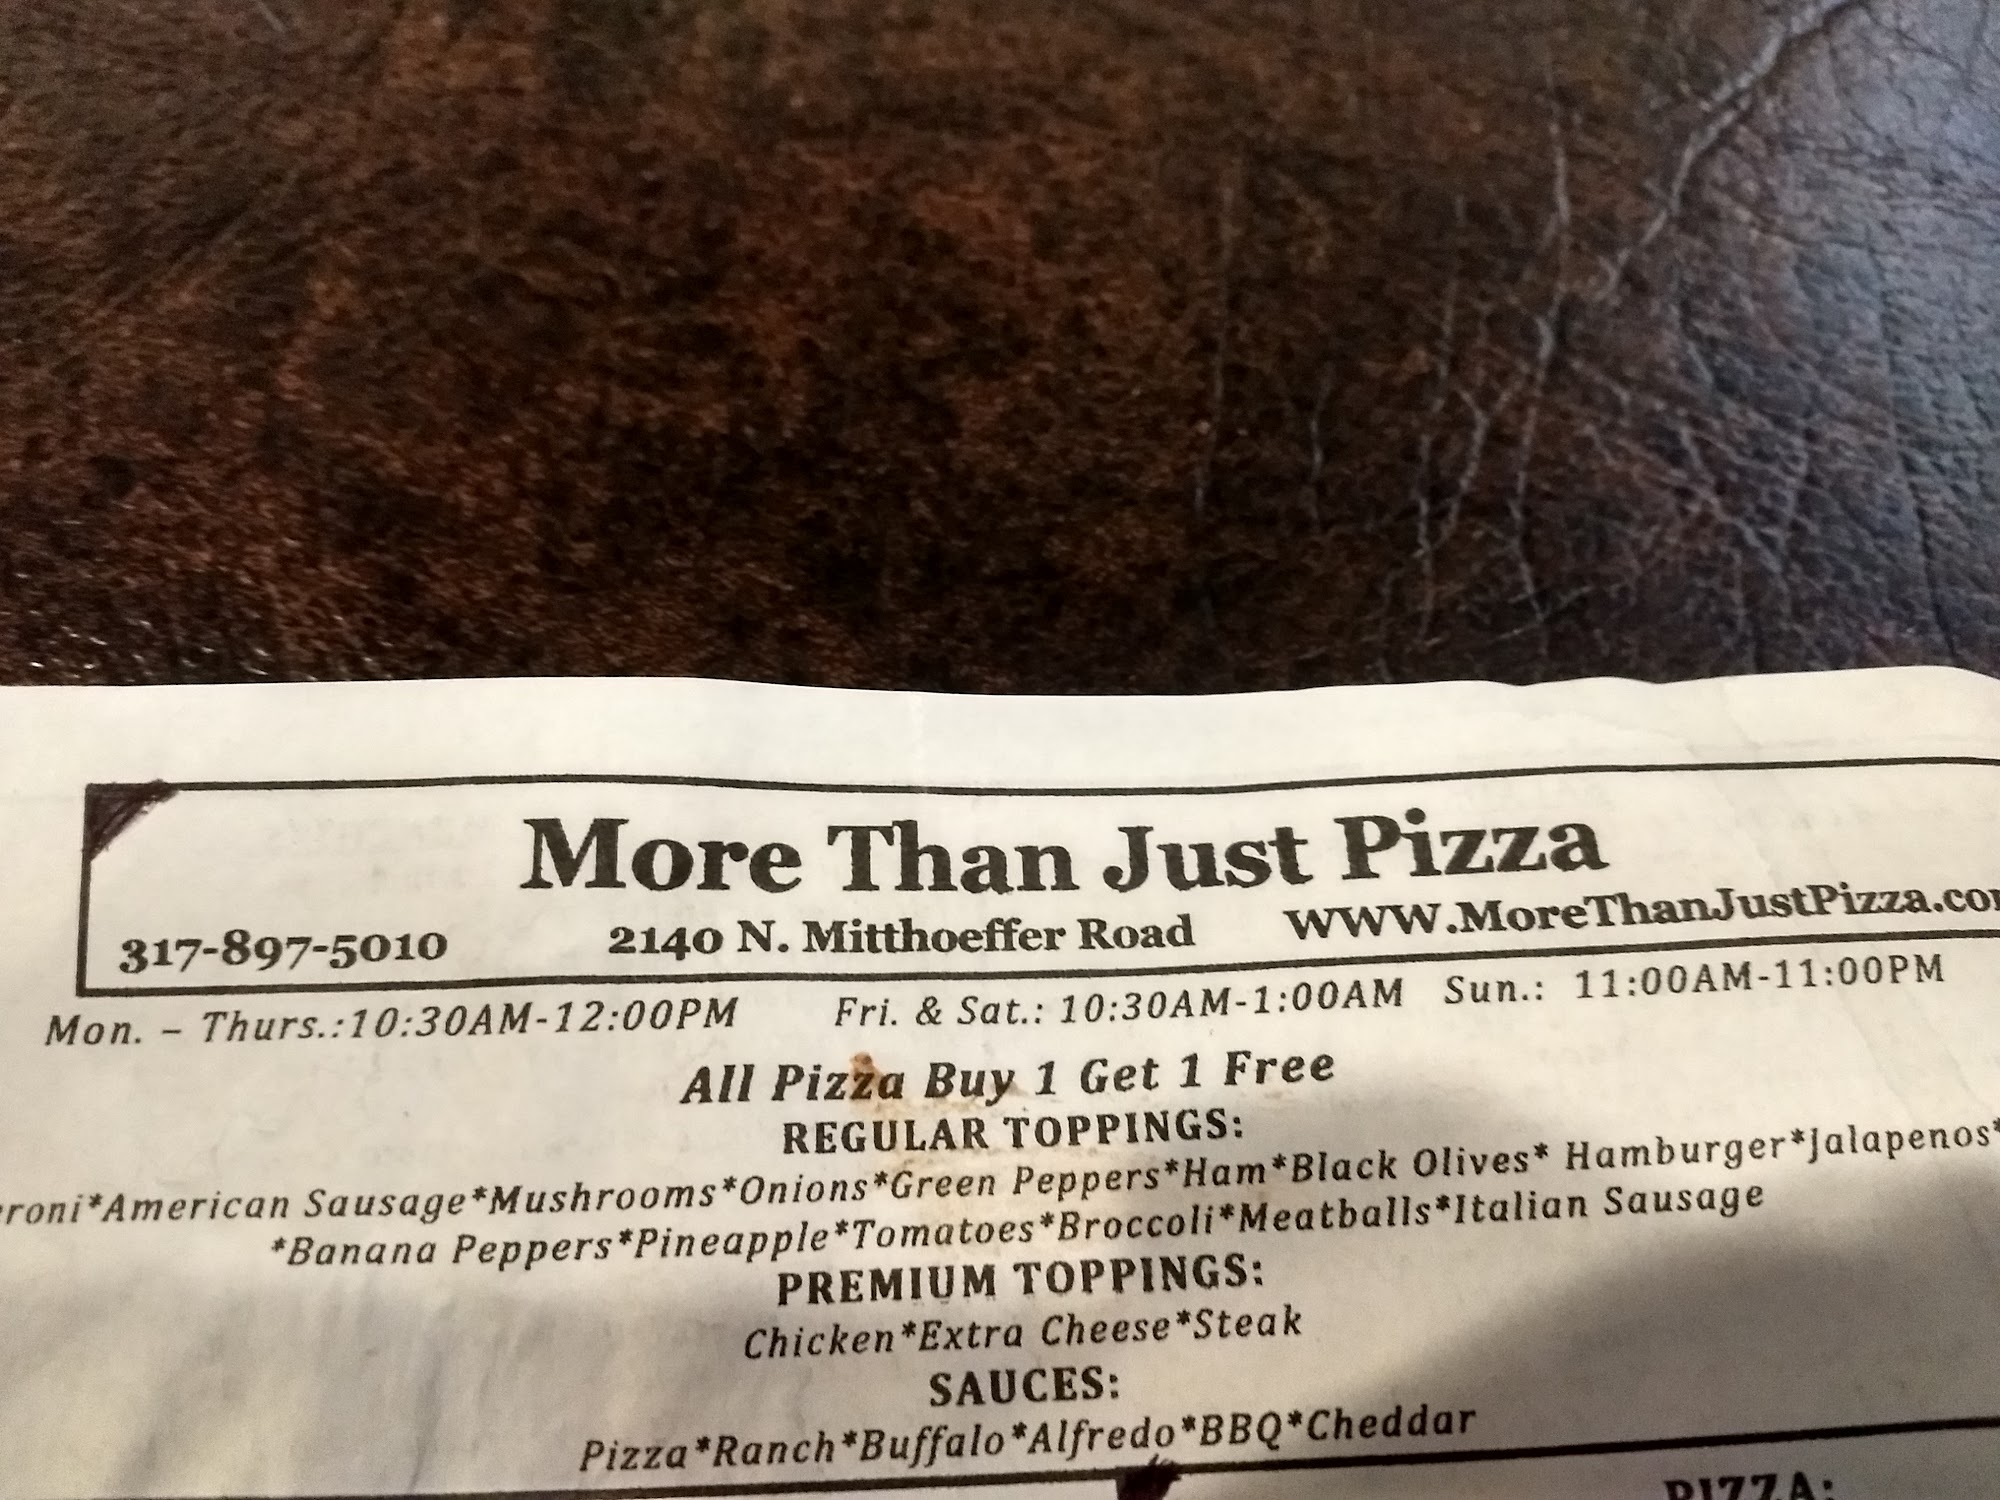 More Than Just Pizza
317-897-5010 2140 N. Mitthoeffer Road WWW.MoreThanJustPizza.co
Mon. – Thurs.:10:30AM-12:00PM Fri. & Sat.: 10:30AM-1:00AM Sun.: 11:00AM-11:00PM
All Pizza Buy 1 Get 1 Free
REGULAR TOPPINGS:
eroni*American Sausage*Mushrooms*Onions*Green Peppers*Ham*Black Olives* Hamburger*Jalapenos*
*Banana Peppers*Pineapple*Tomatoes*Broccoli*Meatballs*Italian Sausage
PREMIUM TOPPINGS:
Chicken*Extra Cheese*Steak
SAUCES:
Pizza*Ranch*Buffalo*Alfredo*BBQ*Cheddar
PIZZA: